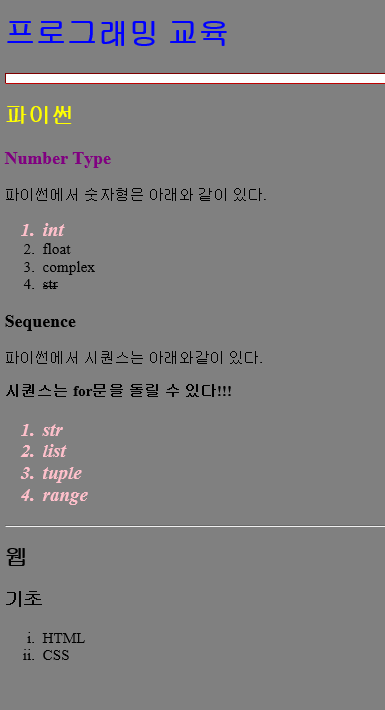 프로그래밍 교육
파이썬
Number Type
파이썬에서 숫자형은 아래와 같이 있다.
1. int
2. float
3. complex
4. str
Sequence
파이썬에서 시퀀스는 아래와같이 있다.
시퀀스는 for문을 돌릴 수 있다!!!
1. str
2. list
3. tuple
4. range
웹
기초
i. HTML
ii. CSS